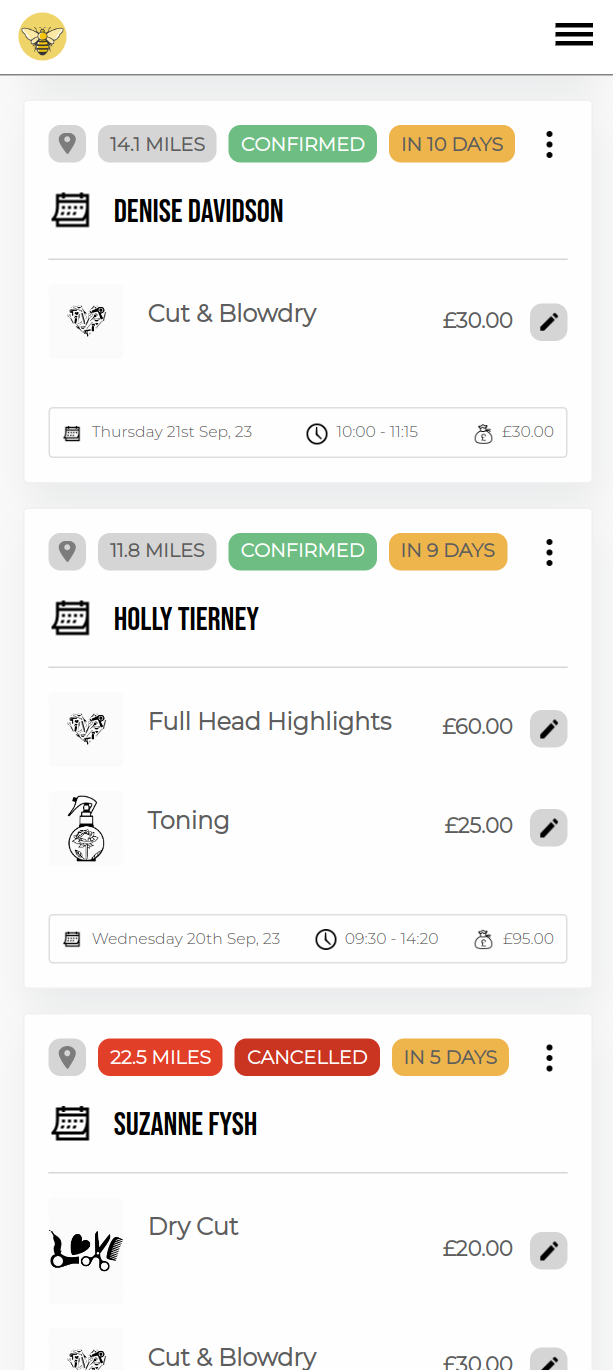 14.1 MILES CONFIRMED IN 10 DAYS
DENISE DAVIDSON
Cut & Blowdry £30.00
Thursday 21st Sep, 23 10:00 - 11:15 £30.00
11.8 MILES CONFIRMED IN 9 DAYS
HOLLY TIERNEY
Full Head Highlights £60.00
Toning £25.00
Wednesday 20th Sep, 23 09:30 - 14:20 £95.00
22.5 MILES CANCELLED IN 5 DAYS
SUZANNE FYSH
Dry Cut £20.00
Cut & Blowdry £30.00